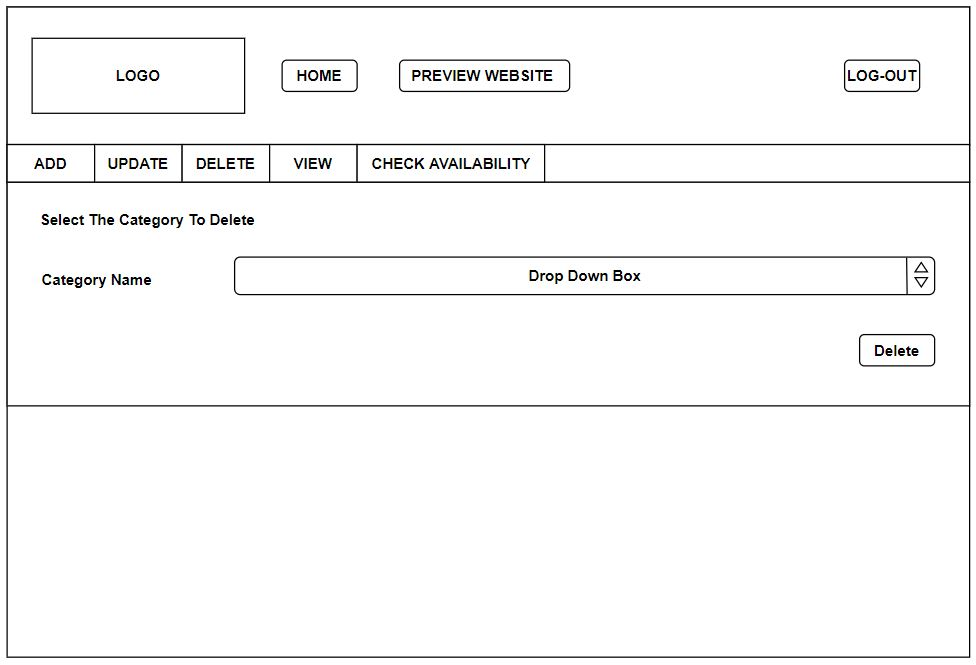 LOGO
HOME
PREVIEW WEBSITE
LOG-OUT
ADD
UPDATE
DELETE
VIEW
CHECK AVAILABILITY
Select The Category To Delete
Category Name
Drop Down Box
Delete